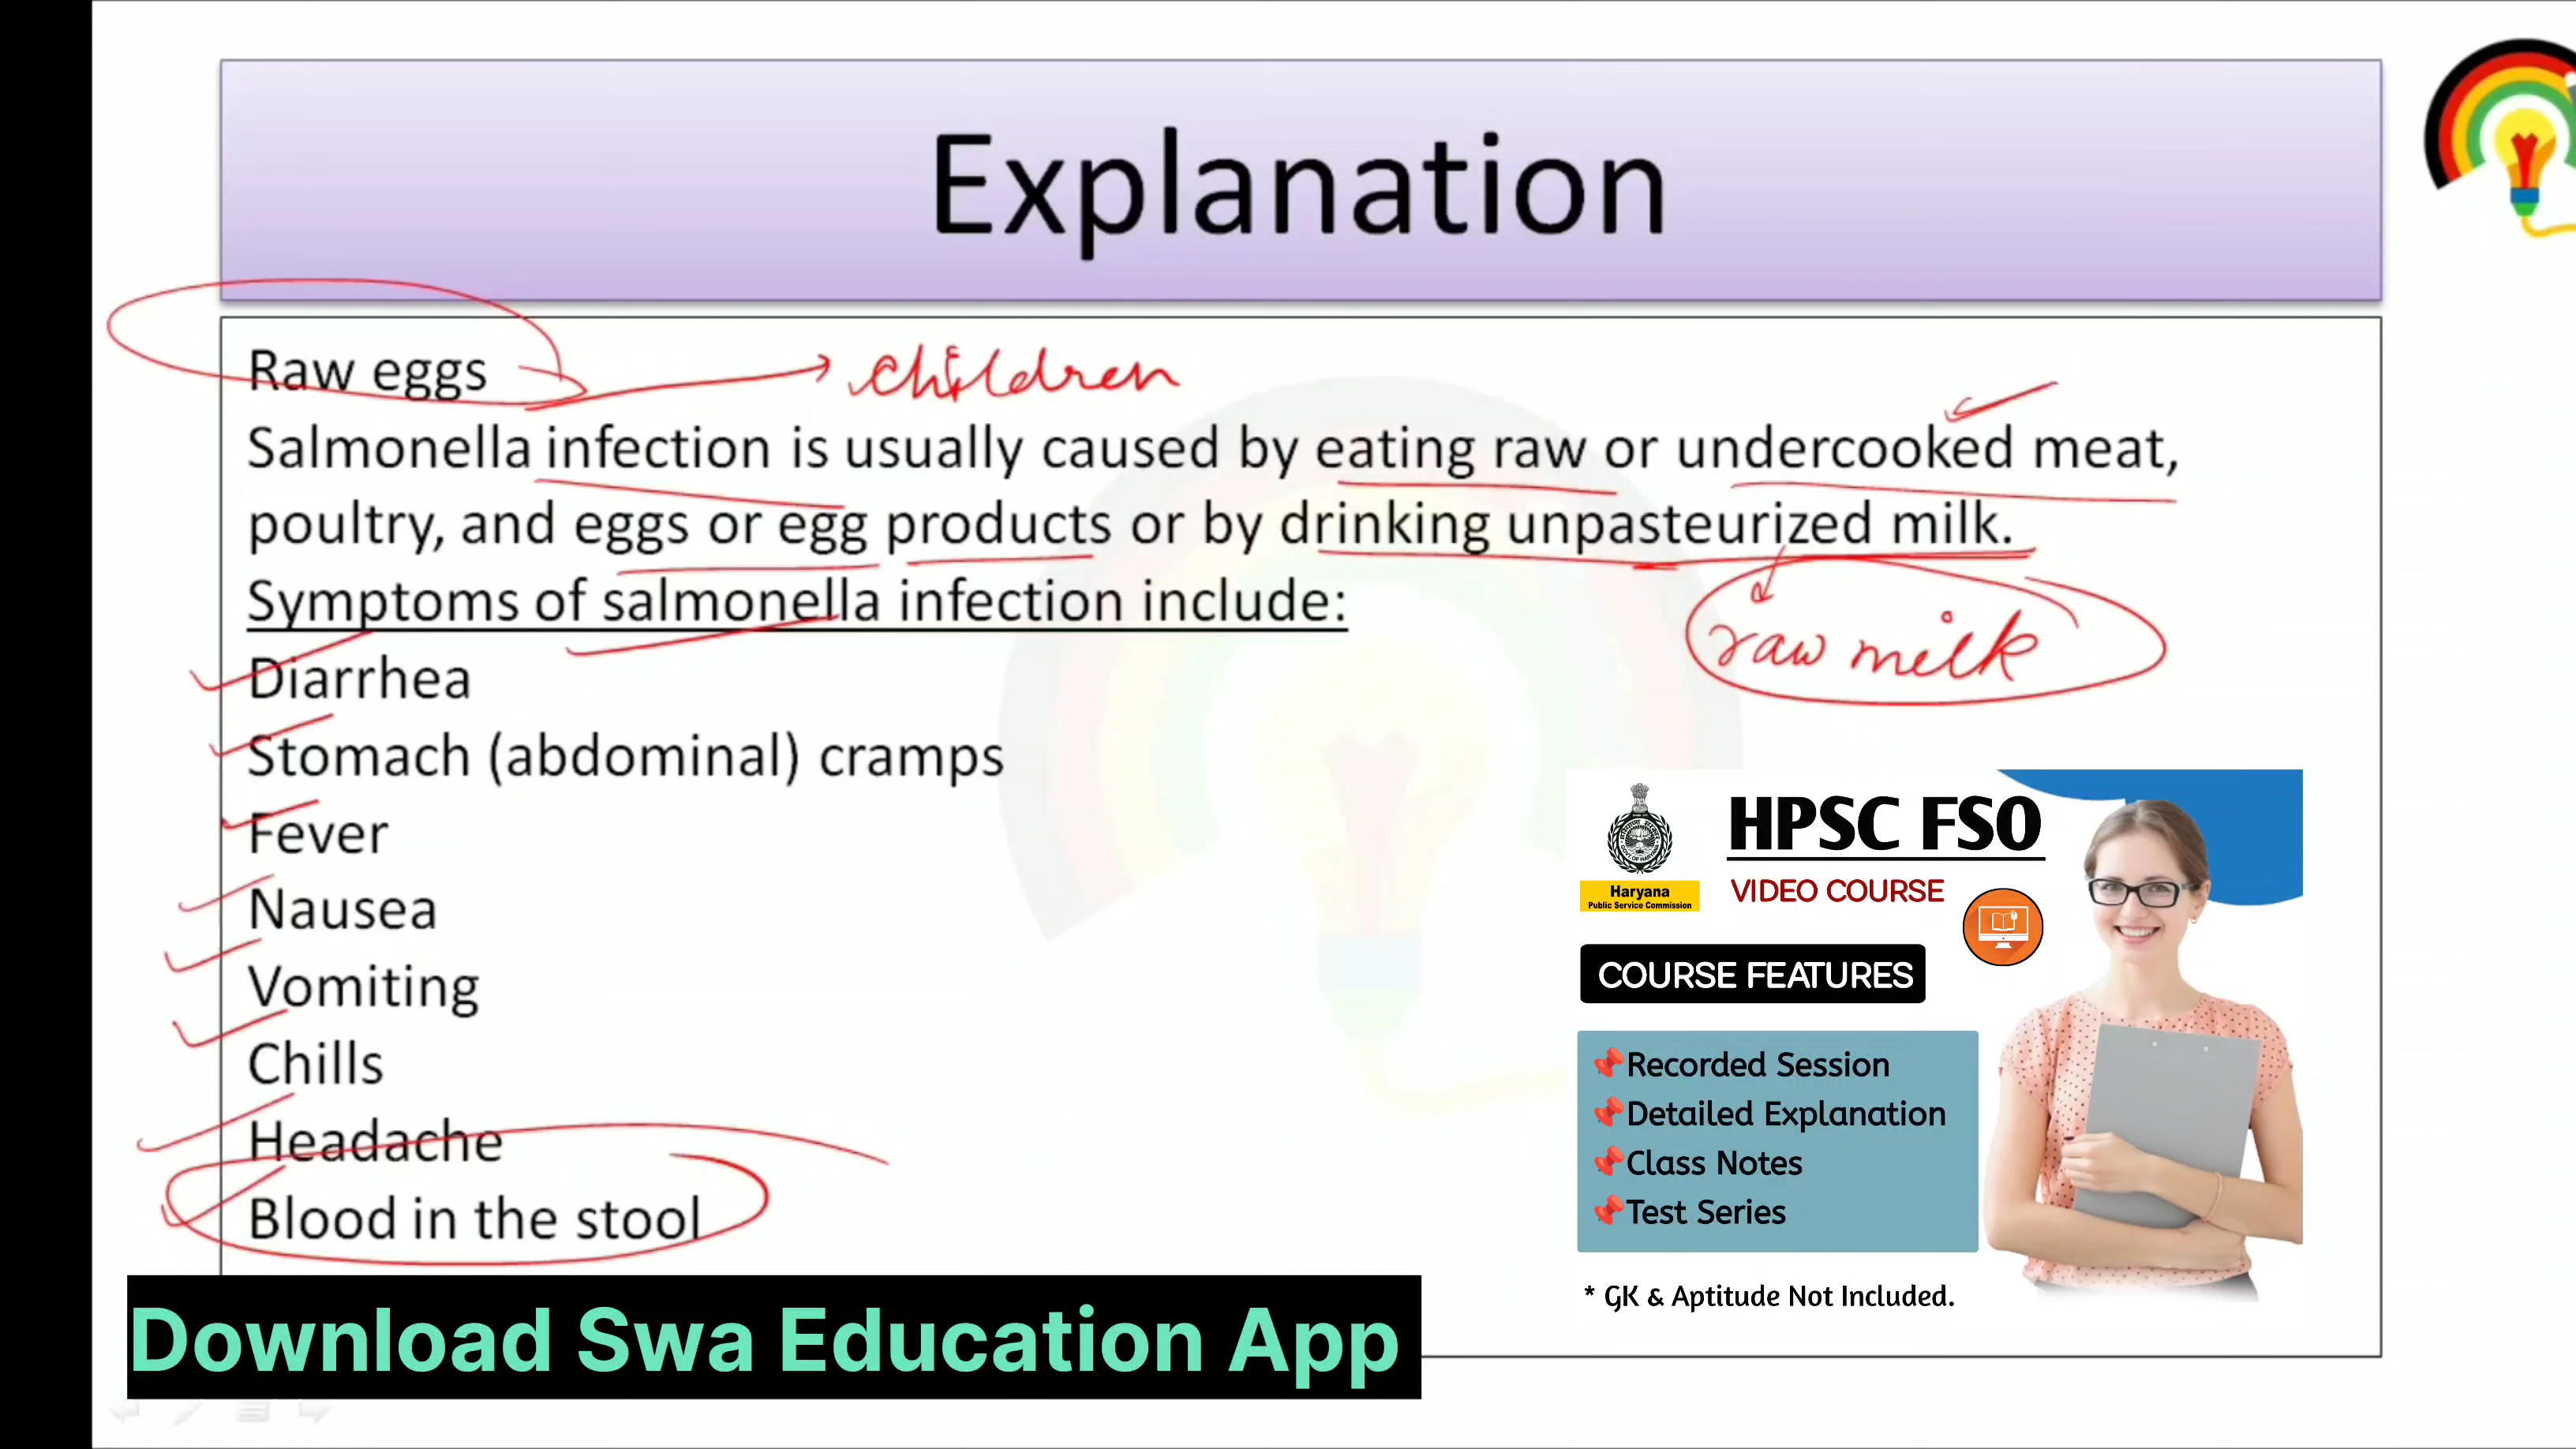 Explanation
Raw eggs → children
Salmonella infection is usually caused by eating raw or undercooked meat,
poultry, and eggs or egg products or by drinking unpasteurized milk.
raw milk
Symptoms of salmonella infection include:
Diarrhea
Stomach (abdominal) cramps
Fever
Nausea
Vomiting
Chills
Headache
Blood in the stool
HPSC FSO
Haryana
Public Service Commission
VIDEO COURSE
COURSE FEATURES
📌Recorded Session
📌Detailed Explanation
📌Class Notes
📌Test Series
* GK & Aptitude Not Included.
Download Swa Education App